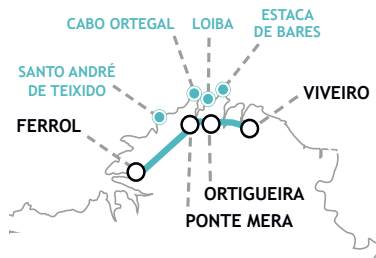 ESTACA
DE BARES
CABO ORTEGAL
LOIBA
SANTO ANDRÉ
DE TEIXIDO
VIVEIRO
FERROL
ORTIGUEIRA
PONTE MERA